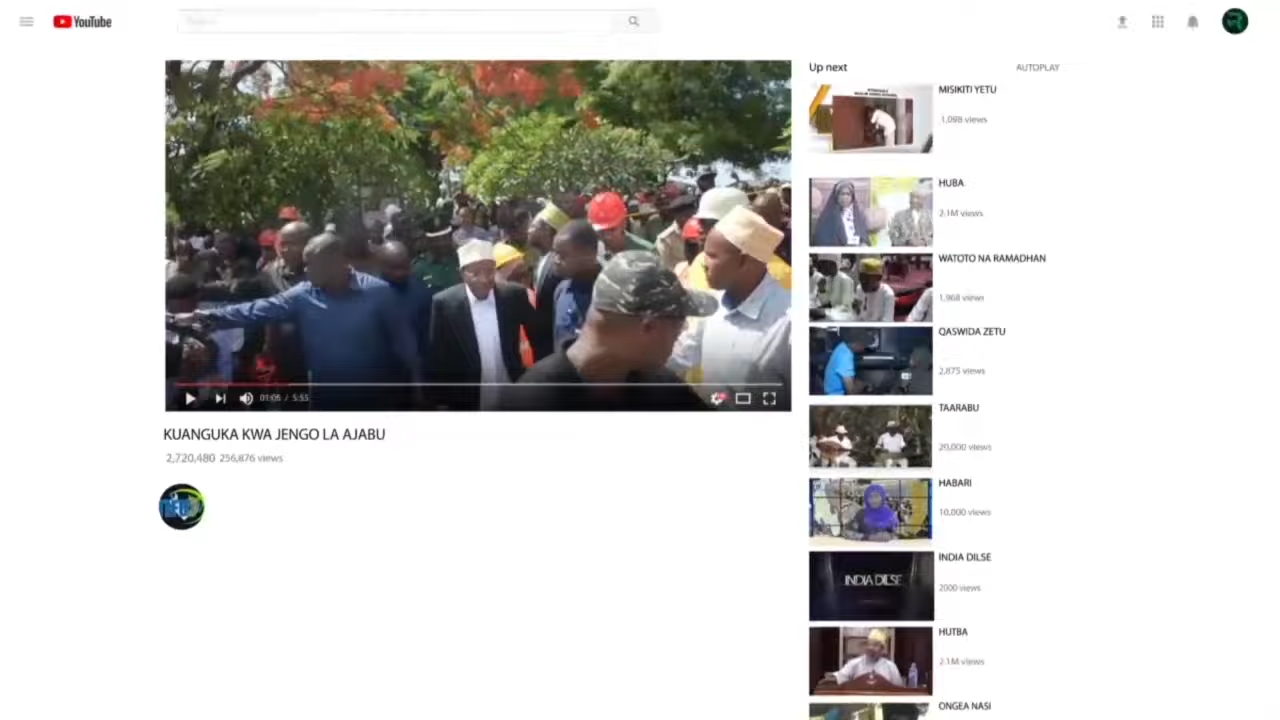 YouTube
KUANGUKA KWA JENGO LA AJABU
2,720,480 256,876 views
01:06 / 5:55
Up next
AUTOPLAY
MISIKITI YETU
1,098 views
HUBA
2.1M views
WATOTO NA RAMADHAN
1,968 views
QASWIDA ZETU
2,875 views
TAARABU
20,000 views
HABARI
10,000 views
INDIA DILSE
INDIA DILSE
2000 views
HUTBA
2.1M views
ONGEA NASI